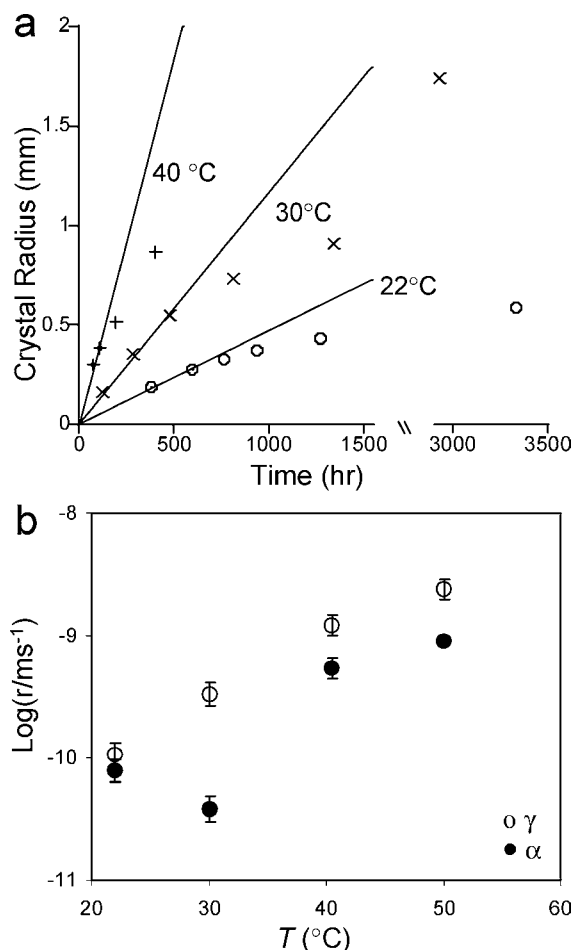 a
2
1.5
1
0.5
0
Crystal Radius (mm)
40 °C
30°C
22°C
0 500 1000 1500 3000 3500
Time (hr)
b
-8
-9
-10
-11
Log(r/ms-1)
γ
α
20 30 40 50 60
T (°C)